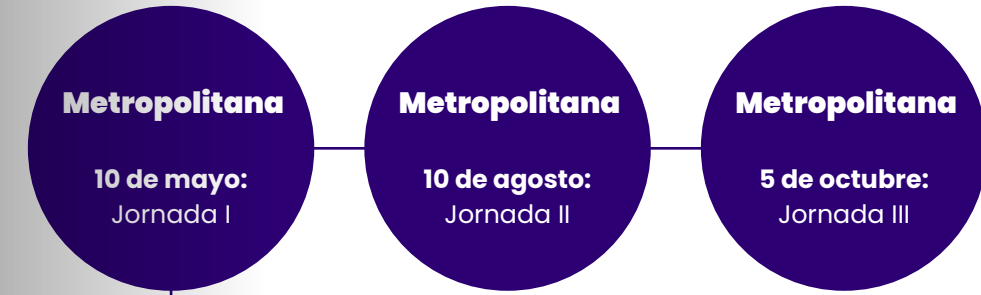 Metropolitana
10 de mayo:
Jornada I
Metropolitana
10 de agosto:
Jornada II
Metropolitana
5 de octubre:
Jornada III